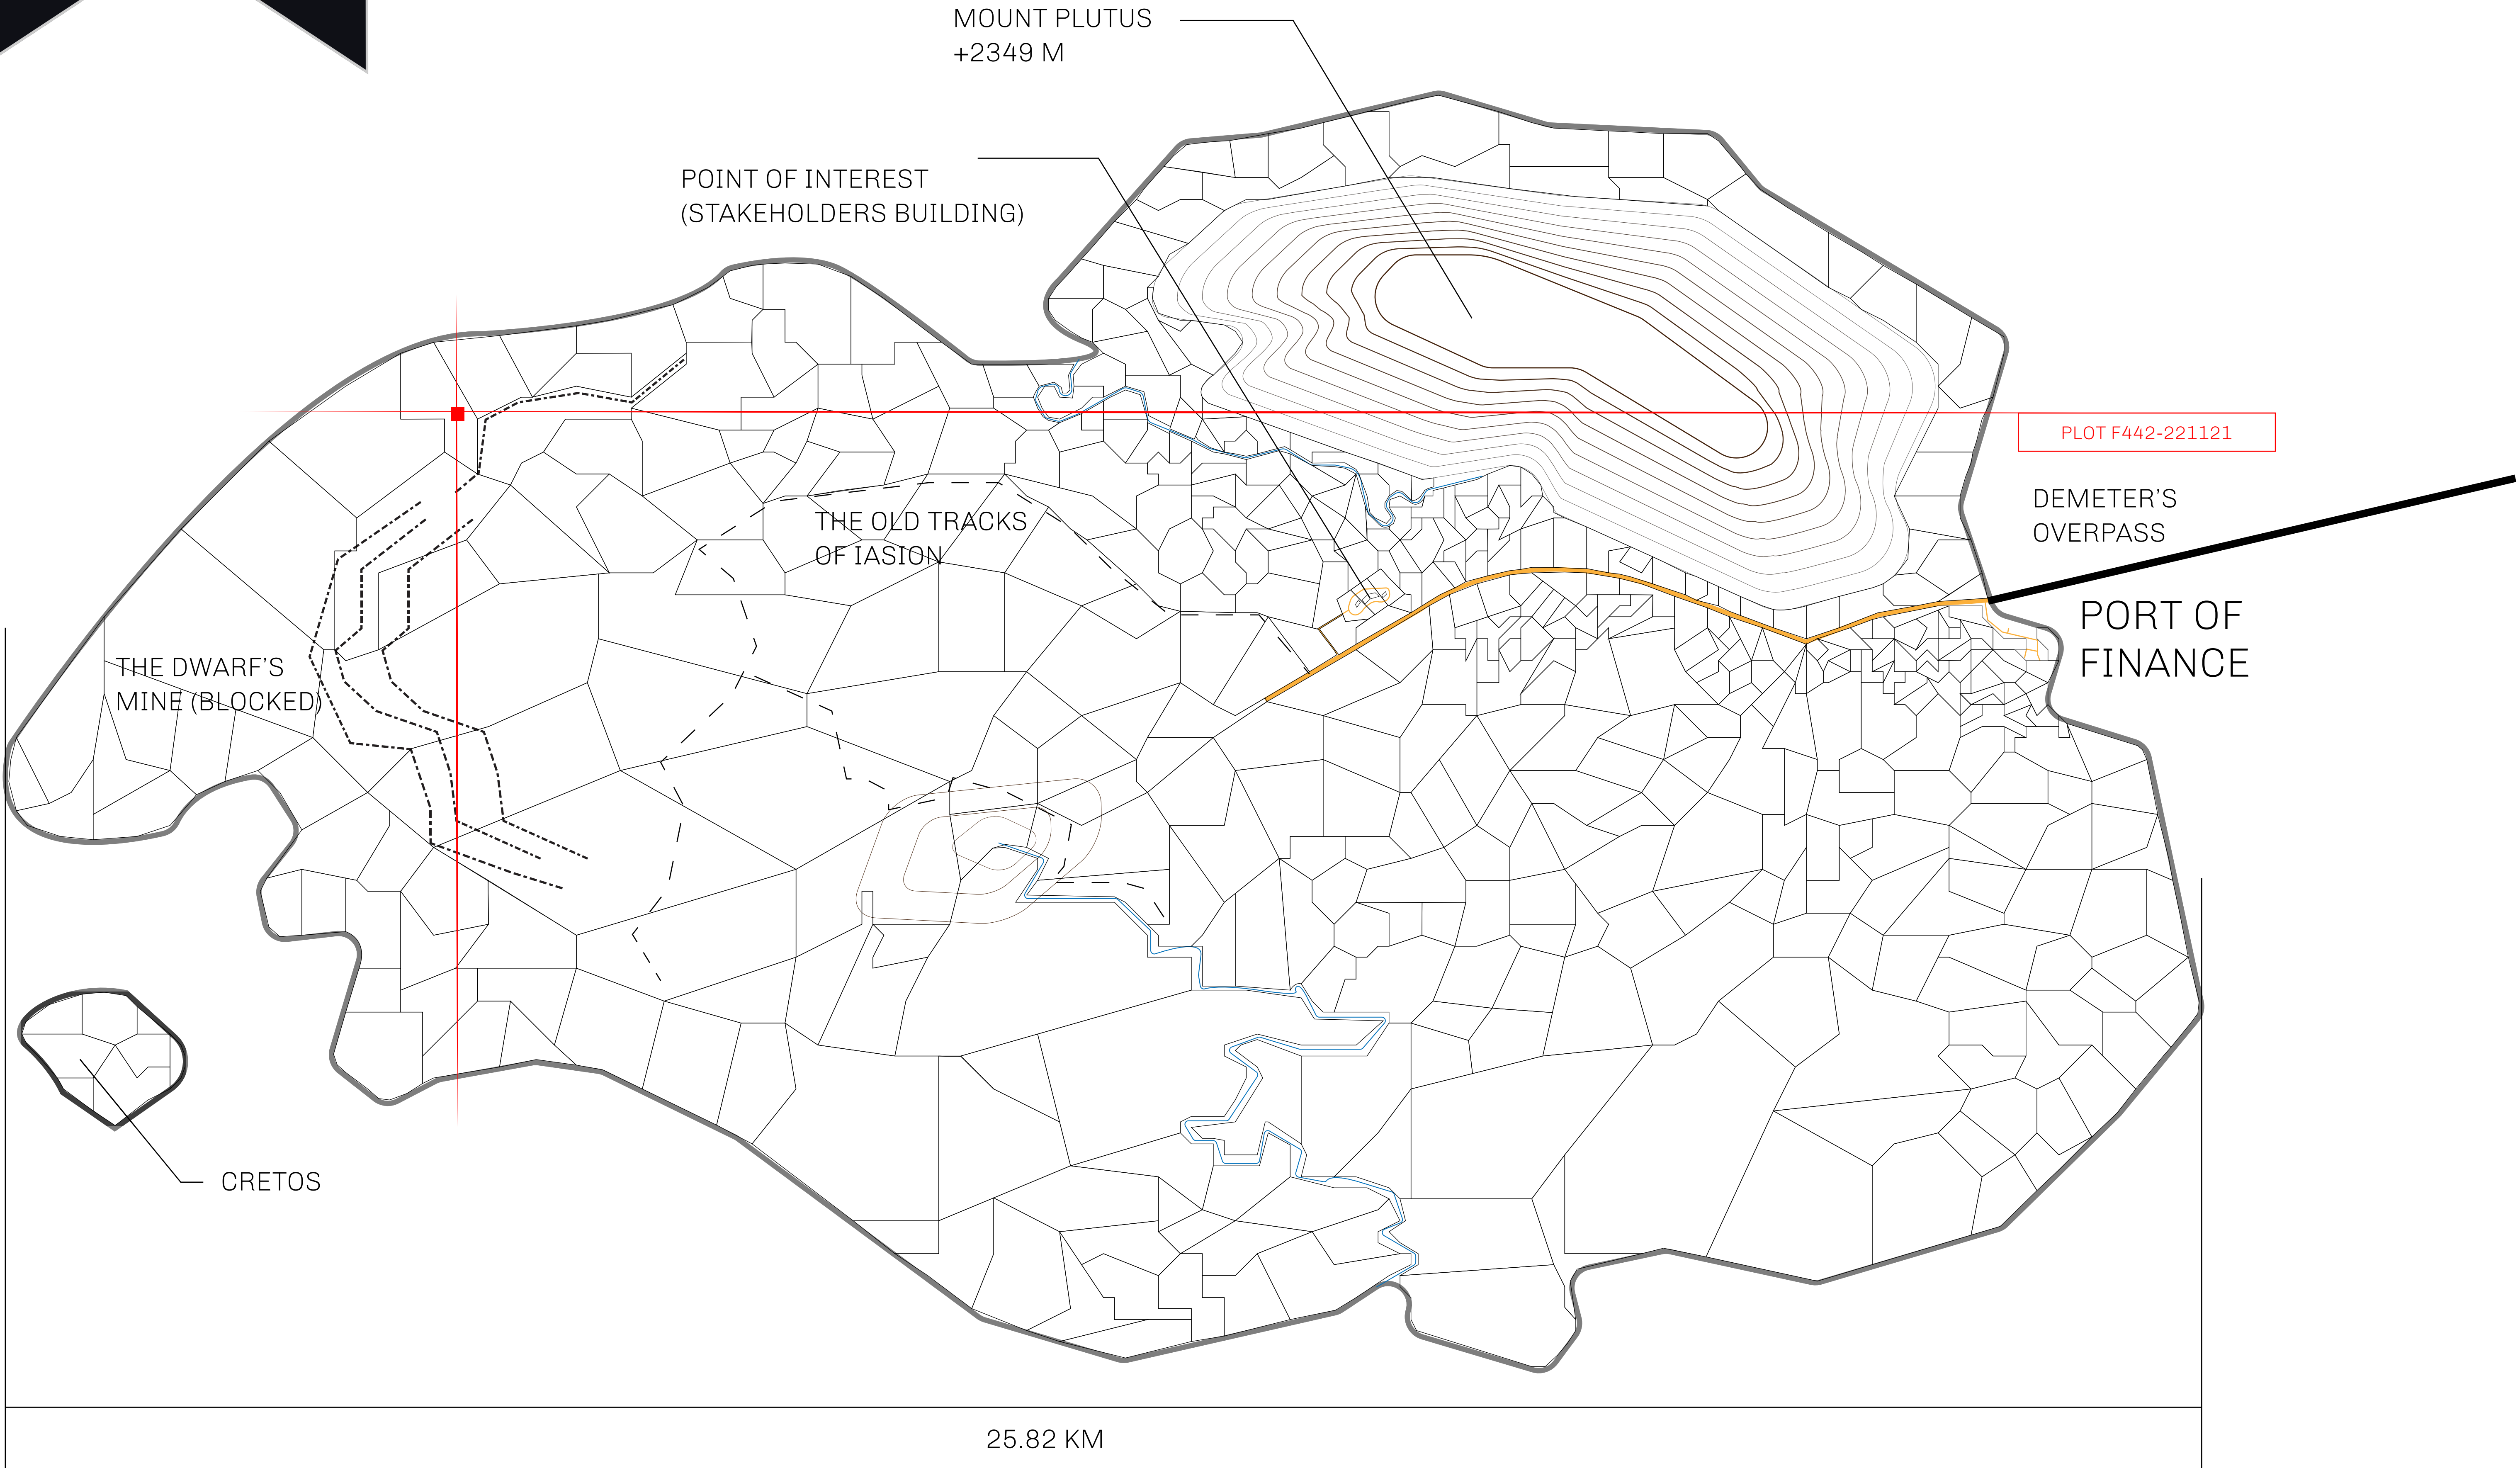 MOUNT PLUTUS
+2349 M
POINT OF INTEREST
(STAKEHOLDERS BUILDING)
PLOT F442-221121
DEMETER'S
OVERPASS
THE OLD TRACKS
OF IASION
PORT OF
FINANCE
THE DWARF'S
MINE (BLOCKED)
CRETOS
25.82 KM